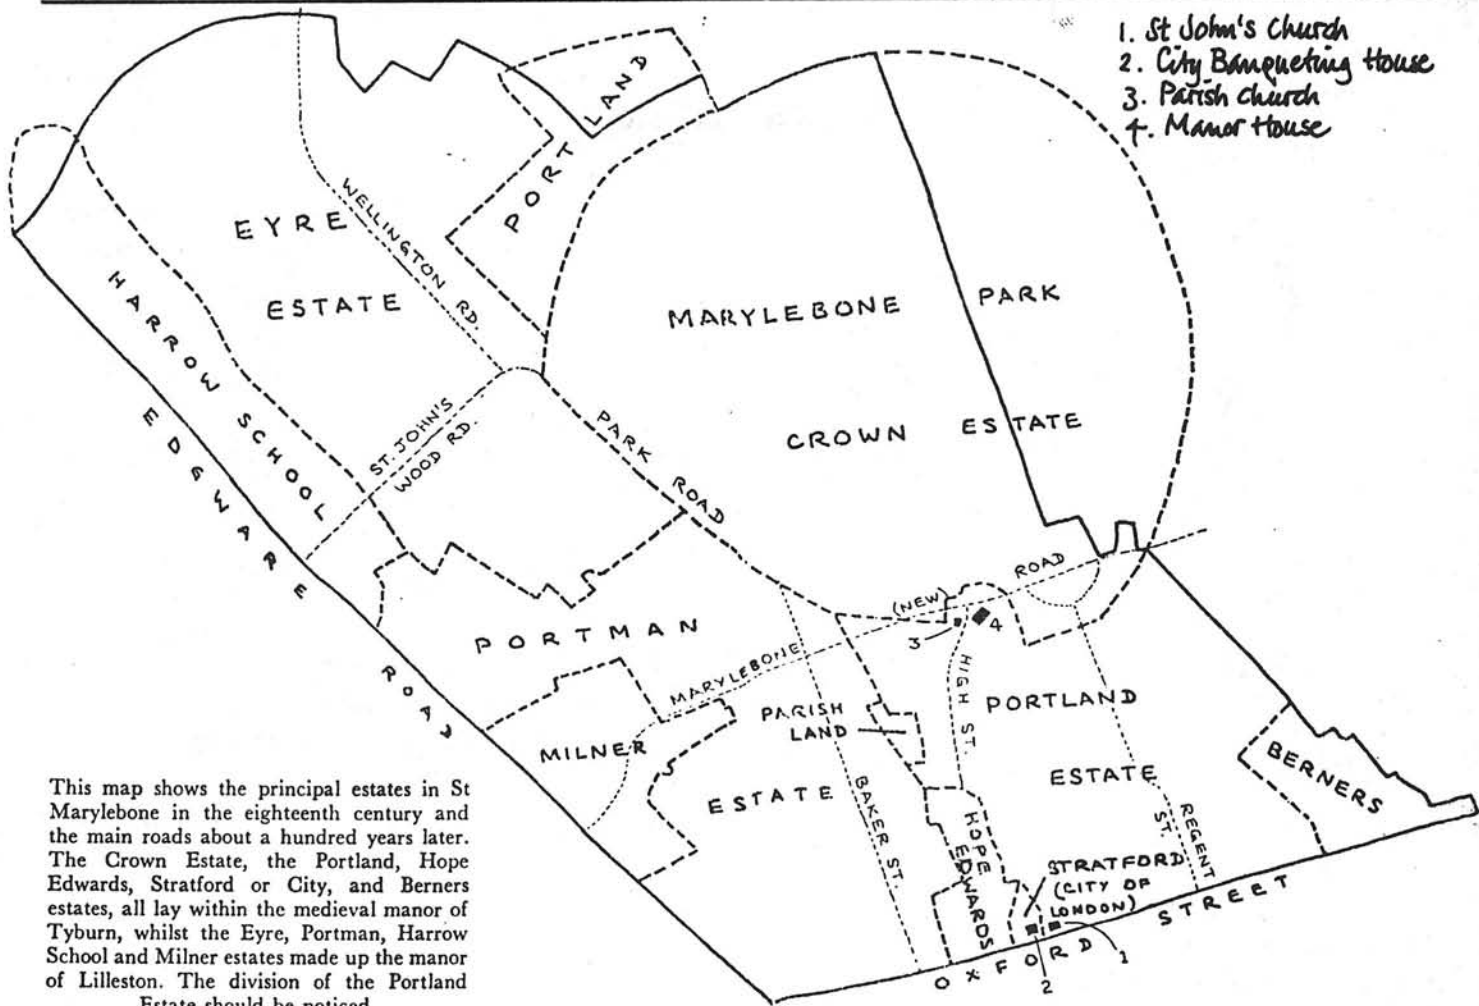 1. St John's Church
2. City Banqueting House
3. Parish Church
4. Manor House
PORT
LAND
EYRE
ESTATE
WELLINGTON RD.
HARROW SCHOOL
EDGWARE ROAD
ST. JOHN'S
WOOD RD.
PARK ROAD
MARYLEBONE PARK
CROWN ESTATE
PORTMAN
ESTATE
MARYLEBONE
(NEW)
ROAD
3
4
HIGH ST.
PARISH
LAND
MILNER
BAKER ST.
PORTLAND
ESTATE
REGENT
ST.
BERNERS
HOPE
EDWARDS
STRATFORD
(CITY OF
LONDON)
OXFORD STREET
1
2
This map shows the principal estates in St
Marylebone in the eighteenth century and
the main roads about a hundred years later.
The Crown Estate, the Portland, Hope
Edwards, Stratford or City, and Berners
estates, all lay within the medieval manor of
Tyburn, whilst the Eyre, Portman, Harrow
School and Milner estates made up the manor
of Lilleston. The division of the Portland
Estate should be noticed